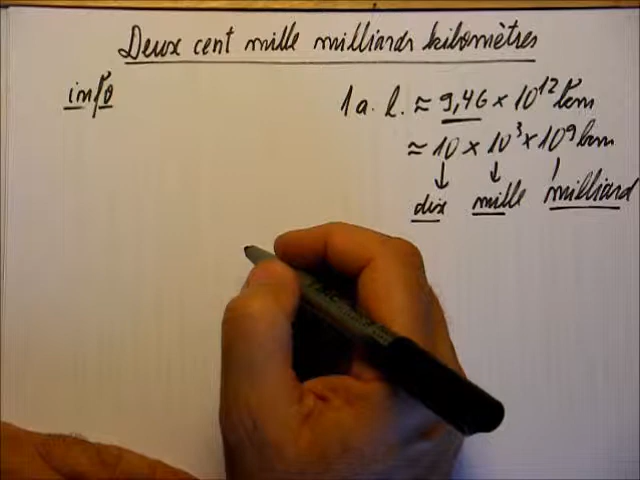 Deux cent mille milliards kilomètres
info
1 a. l. ≈ 9,46 × 10¹² km
≈ 10 × 10³ × 10⁹ km
↓ ↓
dix mille milliard